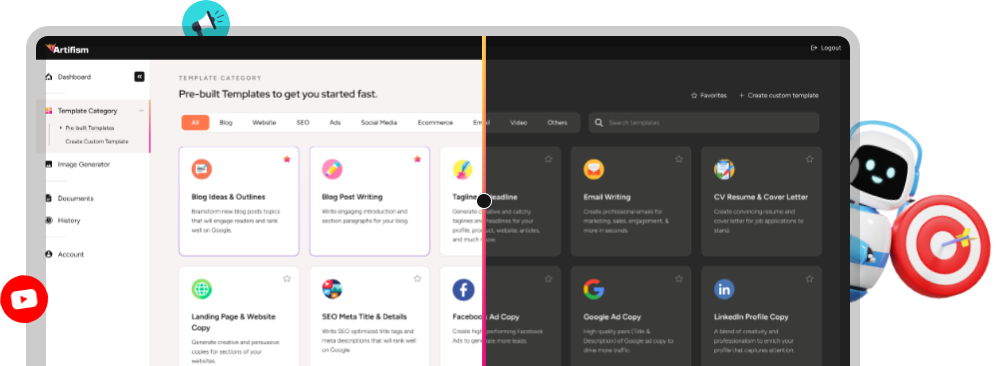 Artifism
Logout
Dashboard
TEMPLATE CATEGORY
Pre-built Templates to get you started fast.
Favorites
+ Create custom template
Template Category
Pre-built Templates
Create Custom Template
All Blog Website SEO Ads Social Media Ecommerce Email Video Others
Search templates
Image Generator
Documents
History
Account
Blog Ideas & Outlines
Brainstorm new blog posts topics
that will engage readers and rank
well on Google.
Blog Post Writing
Write engaging introduction and
paragraphs for your blog.
Tagline Headline
Generate creative and catchy
taglines and headlines for your
profile, product, website, articles,
and much more.
Email Writing
Create professional emails for
marketing, sales, engagement, &
more in seconds.
CV Resume & Cover Letter
Create convincing resume and
cover letter for job applications to
stand.
Landing Page & Website
Copy
Generate creative and persuasive
copies for sections of your
websites
SEO Meta Title & Details
Write SEO optimized title tags and
meta descriptions that will rank well
on Google.
Facebook Ad Copy
Create high performing Facebook
Ads to generate more leads.
Google Ad Copy
High-quality pairs (Title &
Description) of Google ad copy to
drive more traffic.
in
LinkedIn Profile Copy
A blend of creativity and
professionation to enrich your
profile that captures attention.